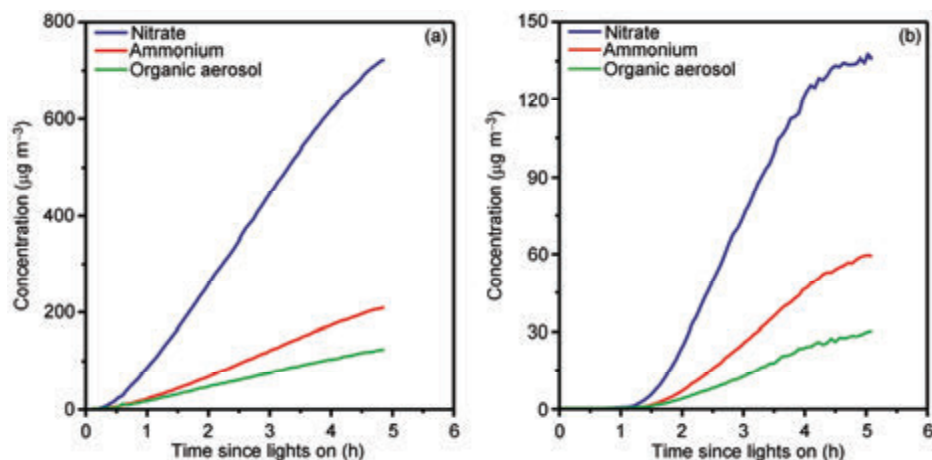 800
600
400
200
0
Concentration (µg m⁻³)
Nitrate
Ammonium
Organic aerosol
(a)
0 1 2 3 4 5 6
Time since lights on (h)
150
120
90
60
30
0
Concentration (µg m⁻³)
Nitrate
Ammonium
Organic aerosol
(b)
0 1 2 3 4 5 6
Time since lights on (h)